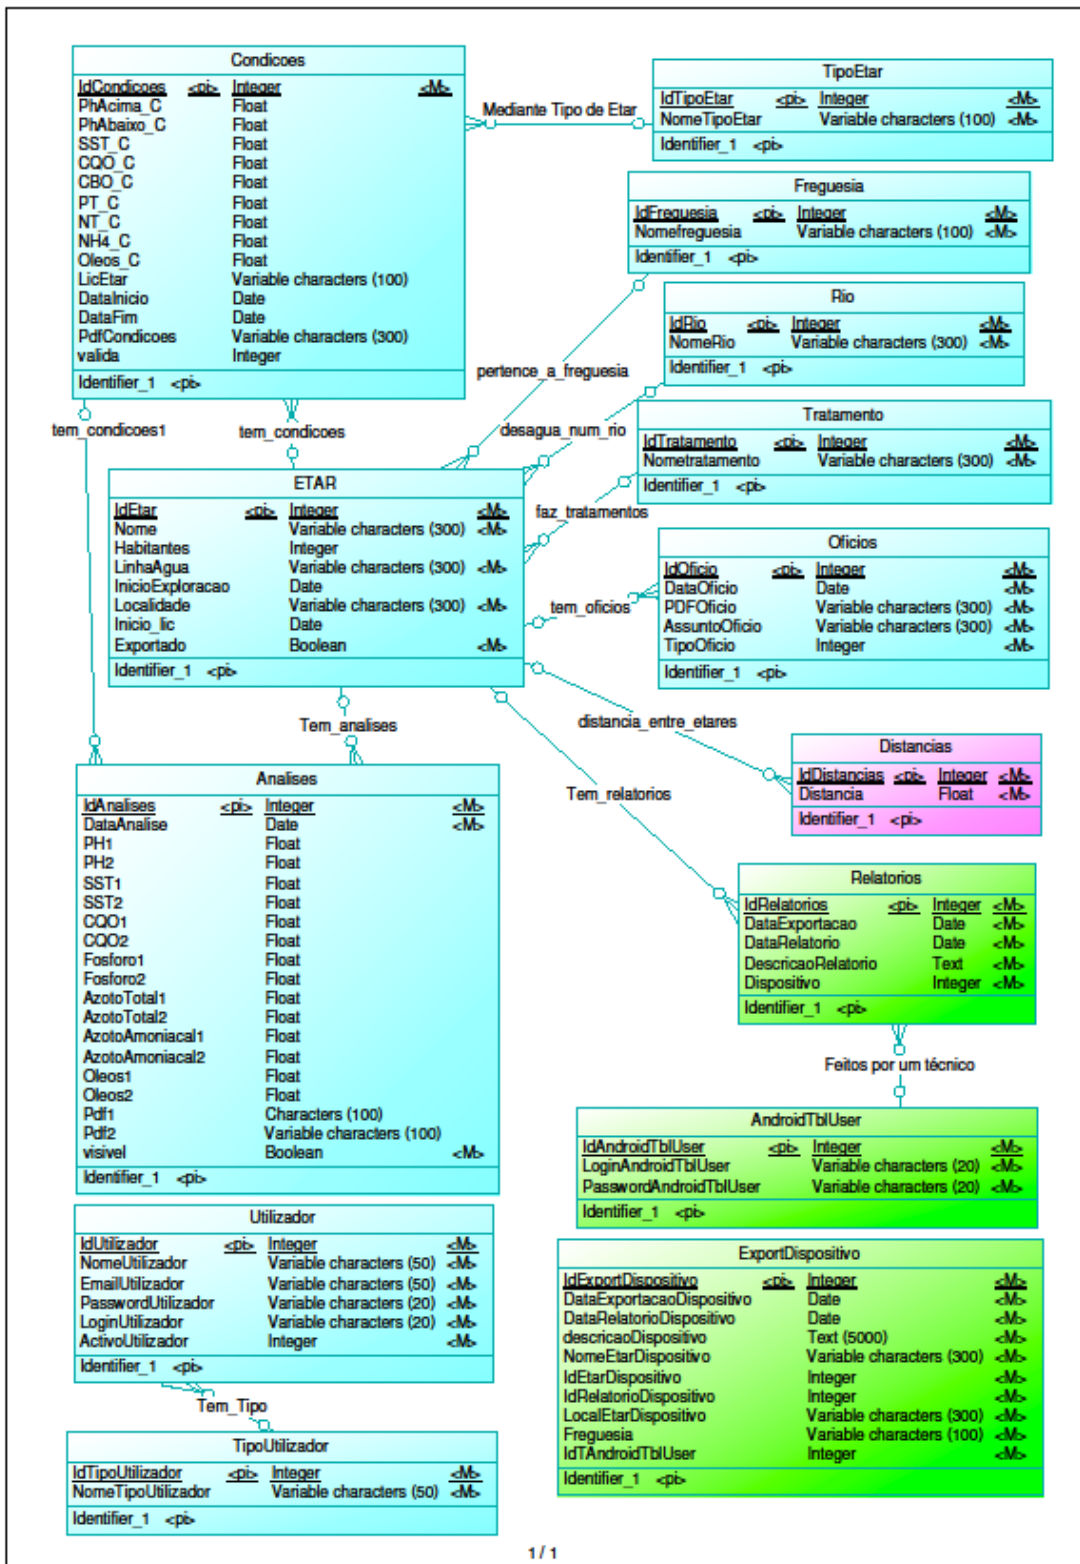 Condicoes
IdCondicoes <pi> Integer <M>
PhAcima_C Float
PhAbaixo_C Float
SST_C Float
CQO_C Float
CBO_C Float
PT_C Float
NT_C Float
NH4_C Float
Oleos_C Float
LicEtar Variable characters (100)
DataInicio Date
DataFim Date
PdfCondicoes Variable characters (300)
valida Integer
Identifier_1 <pi>
Mediante Tipo de Etar
TipoEtar
IdTipoEtar <pi> Integer <M>
NomeTipoEtar Variable characters (100) <M>
Identifier_1 <pi>
Freguesia
IdFreguesia <pi> Integer <M>
Nomefreguesia Variable characters (100) <M>
Identifier_1 <pi>
pertence_a_freguesia
Rio
IdRio <pi> Integer <M>
NomeRio Variable characters (300) <M>
Identifier_1 <pi>
desagua_num_rio
tem_condicoes1
tem_condicoes
Tratamento
IdTratamento <pi> Integer <M>
Nometratamento Variable characters (300) <M>
Identifier_1 <pi>
faz_tratamentos
ETAR
IdEtar <pi> Integer <M>
Nome Variable characters (300) <M>
Habitantes Integer
LinhaAgua Variable characters (300) <M>
InicioExploracao Date
Localidade Variable characters (300) <M>
Inicio_lic Date
Exportado Boolean <M>
Identifier_1 <pi>
Oficios
IdOficio <pi> Integer <M>
DataOficio Date <M>
PDFOficio Variable characters (300) <M>
AssuntoOficio Variable characters (300) <M>
TipoOficio Integer <M>
Identifier_1 <pi>
tem_oficios
Tem_analises
distancia_entre_etares
Distancias
IdDistancias <pi> Integer <M>
Distancia Float <M>
Identifier_1 <pi>
Tem_relatorios
Analises
IdAnalises <pi> Integer <M>
DataAnalise Date <M>
PH1 Float
PH2 Float
SST1 Float
SST2 Float
CQO1 Float
CQO2 Float
Fosforo1 Float
Fosforo2 Float
AzotoTotal1 Float
AzotoTotal2 Float
AzotoAmoniacal1 Float
AzotoAmoniacal2 Float
Oleos1 Float
Oleos2 Float
Pdf1 Characters (100)
Pdf2 Variable characters (100)
visivel Boolean <M>
Identifier_1 <pi>
Relatorios
IdRelatorios <pi> Integer <M>
DataExportacao Date <M>
DataRelatorio Date <M>
DescricaoRelatorio Text <M>
Dispositivo Integer <M>
Identifier_1 <pi>
Feitos por um técnico
AndroidTblUser
IdAndroidTblUser <pi> Integer <M>
LoginAndroidTblUser Variable characters (20) <M>
PasswordAndroidTblUser Variable characters (20) <M>
Identifier_1 <pi>
Utilizador
IdUtilizador <pi> Integer <M>
NomeUtilizador Variable characters (50) <M>
EmailUtilizador Variable characters (50) <M>
PasswordUtilizador Variable characters (20) <M>
LoginUtilizador Variable characters (20) <M>
ActivoUtilizador Integer <M>
Identifier_1 <pi>
Tem_Tipo
TipoUtilizador
IdTipoUtilizador <pi> Integer <M>
NomeTipoUtilizador Variable characters (50) <M>
Identifier_1 <pi>
ExportDispositivo
IdExportDispositivo <pi> Integer <M>
DataExportacaoDispositivo Date <M>
DataRelatorioDispositivo Date <M>
descricaoDispositivo Text (5000) <M>
NomeEtarDispositivo Variable characters (300) <M>
IdEtarDispositivo Integer <M>
IdRelatorioDispositivo Integer <M>
LocalEtarDispositivo Variable characters (300) <M>
Freguesia Variable characters (100) <M>
IdTAndroidTblUser Integer <M>
Identifier_1 <pi>
1 / 1